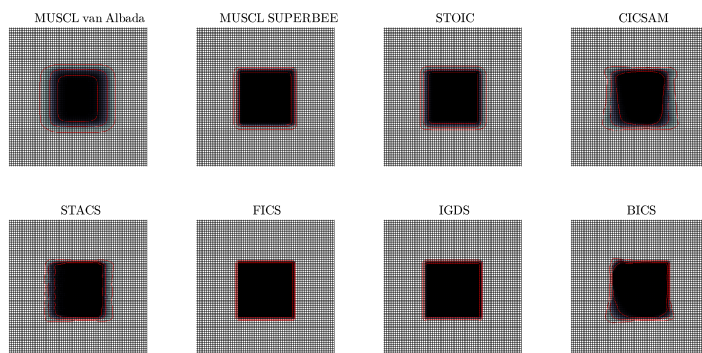 MUSCL van Albada
MUSCL SUPERBEE
STOIC
CICSAM
STACS
FICS
IGDS
BICS